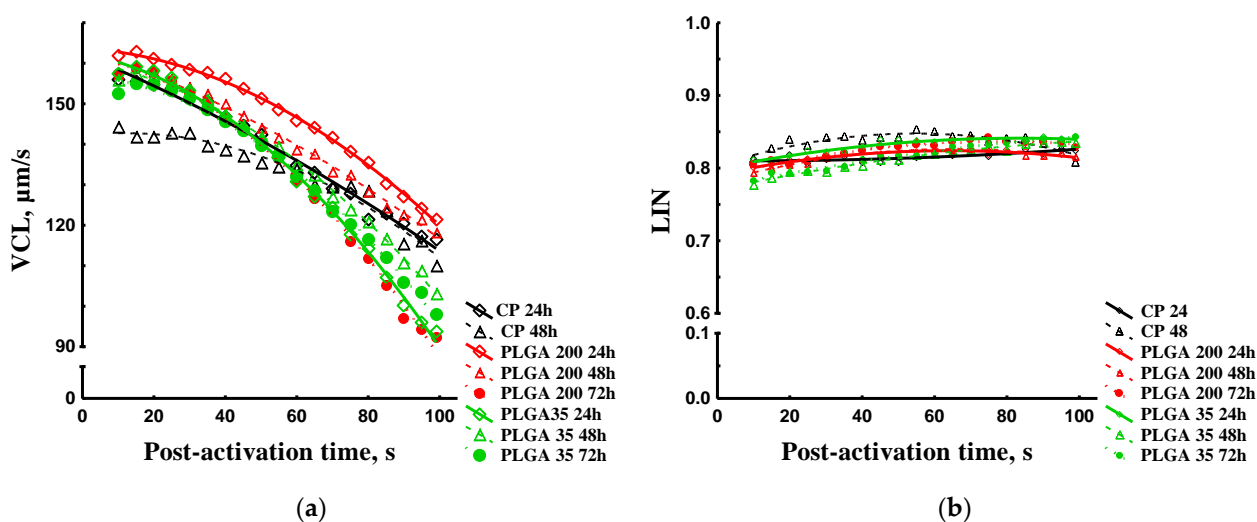 VCL, µm/s
150
120
90
0
0
20
40
60
80
100
Post-activation time, s
CP 24h
CP 48h
PLGA 200 24h
PLGA 200 48h
PLGA 200 72h
PLGA35 24h
PLGA 35 48h
PLGA 35 72h
(a)
LIN
1.0
0.9
0.8
0.7
0.6
0.1
0.0
0
20
40
60
80
100
Post-activation time, s
CP 24
CP 48
PLGA 200 24h
PLGA 200 48h
PLGA 200 72h
PLGA 35 24h
PLGA 35 48h
PLGA 35 72h
(b)